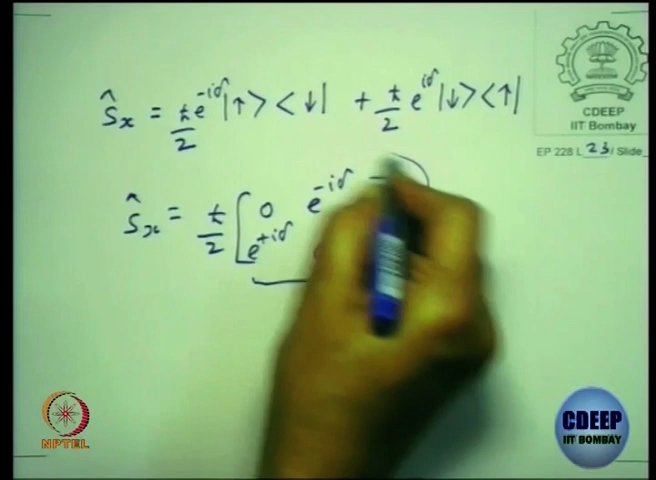 Ŝx = ħ/2 e^{-iδ} |↑> <↓| + ħ/2 e^{iδ} |↓> <↑|
Ŝx = ħ/2 [ 0 e^{-iδ}
e^{+iδ}
CDEEP
IIT Bombay
EP 228 L 23 / Slide
NPTEL
CDEEP
IIT BOMBAY